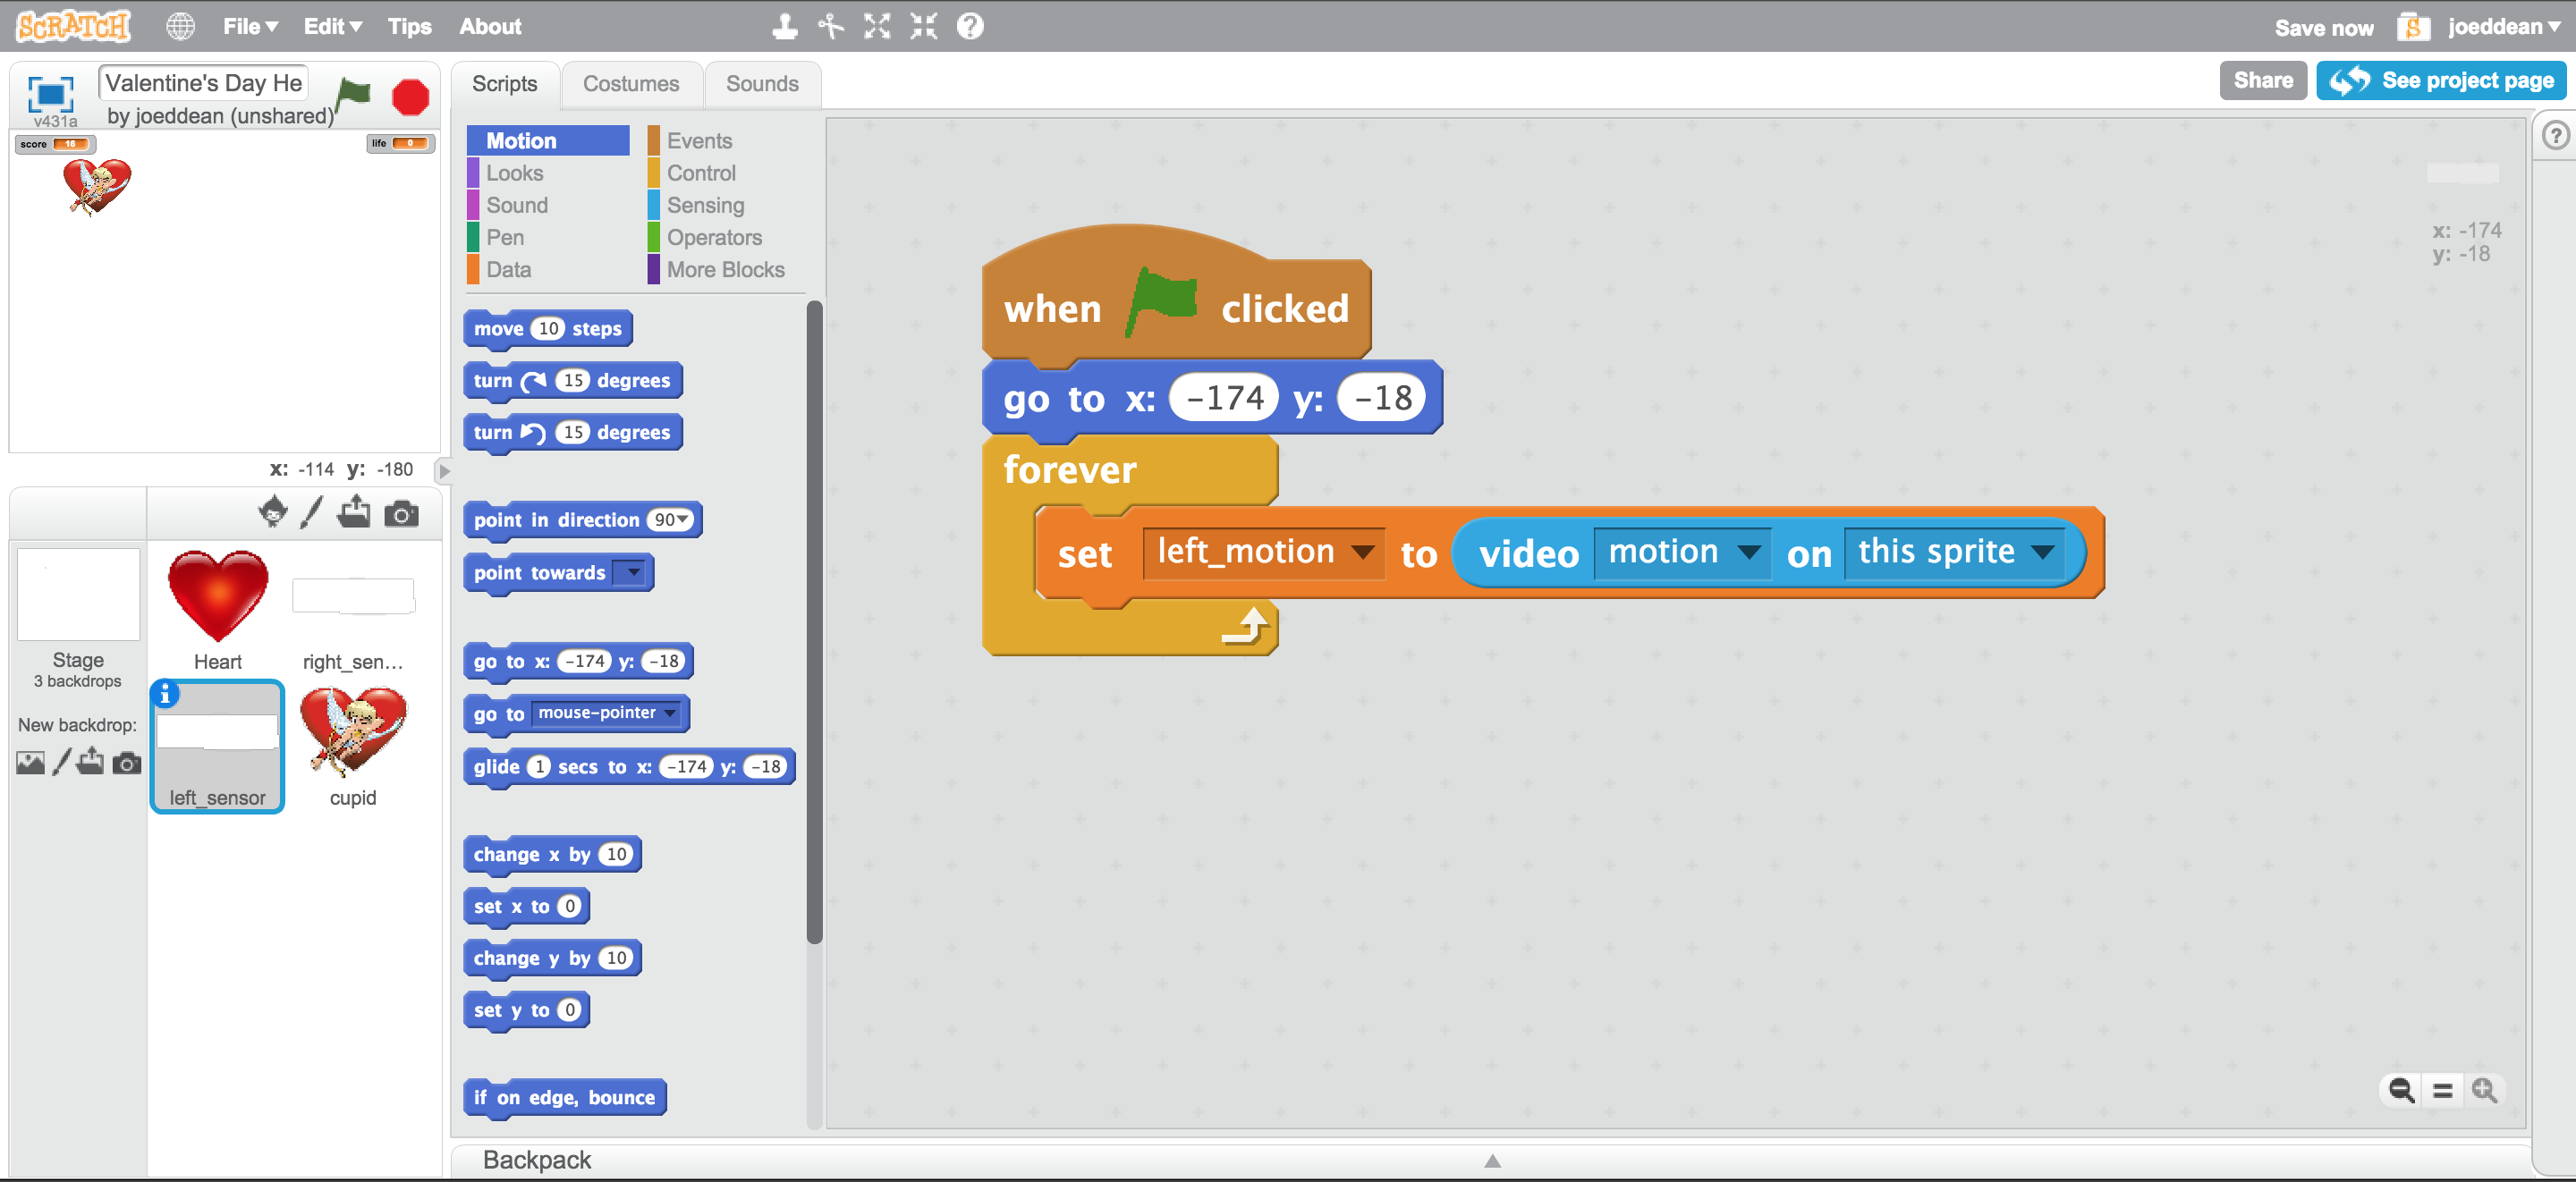 SCRATCH File Edit Tips About Save now joeddean
Valentine's Day He
by joeddean (unshared)
v431a
Scripts Costumes Sounds
Share See project page
score 16 life 0
x: -114 y: -180
Stage
3 backdrops
New backdrop:
Heart
right_sen...
left_sensor
cupid
Motion Events
Looks Control
Sound Sensing
Pen Operators
Data More Blocks
move 10 steps
turn 15 degrees
turn 15 degrees
point in direction 90
point towards
go to x: -174 y: -18
go to mouse-pointer
glide 1 secs to x: -174 y: -18
change x by 10
set x to 0
change y by 10
set y to 0
if on edge, bounce
when clicked
go to x: -174 y: -18
forever
set left_motion to video motion on this sprite
x: -174
y: -18
Backpack